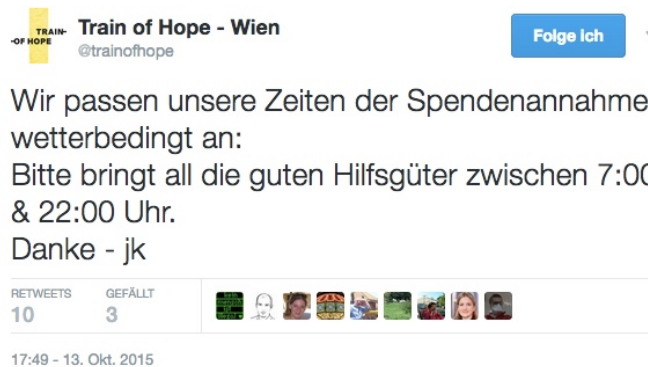 TRAIN-
-OF HOPE
Train of Hope - Wien
@trainofhope
Folge ich
Wir passen unsere Zeiten der Spendenannahme
wetterbedingt an:
Bitte bringt all die guten Hilfsgüter zwischen 7:00
& 22:00 Uhr.
Danke - jk
RETWEETS GEFÄLLT
10 3
17:49 - 13. Okt. 2015